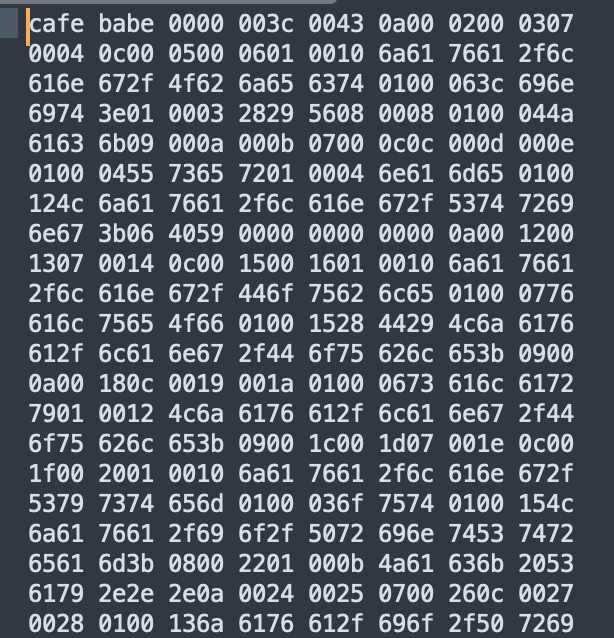 cafe babe 0000 003c 0043 0a00 0200 0307
0004 0c00 0500 0601 0010 6a61 7661 2f6c
616e 672f 4f62 6a65 6374 0100 063c 696e
6974 3e01 0003 2829 5608 0008 0100 044a
6163 6b09 000a 000b 0700 0c0c 000d 000e
0100 0455 7365 7201 0004 6e61 6d65 0100
124c 6a61 7661 2f6c 616e 672f 5374 7269
6e67 3b06 4059 0000 0000 0000 0a00 1200
1307 0014 0c00 1500 1601 0010 6a61 7661
2f6c 616e 672f 446f 7562 6c65 0100 0776
616c 7565 4f66 0100 1528 4429 4c6a 6176
612f 6c61 6e67 2f44 6f75 626c 653b 0900
0a00 180c 0019 001a 0100 0673 616c 6172
7901 0012 4c6a 6176 612f 6c61 6e67 2f44
6f75 626c 653b 0900 1c00 1d07 001e 0c00
1f00 2001 0010 6a61 7661 2f6c 616e 672f
5379 7374 656d 0100 036f 7574 0100 154c
6a61 7661 2f69 6f2f 5072 696e 7453 7472
6561 6d3b 0800 2201 000b 4a61 636b 2053
6179 2e2e 2e0a 0024 0025 0700 260c 0027
0028 0100 136a 6176 612f 696f 2f50 7269